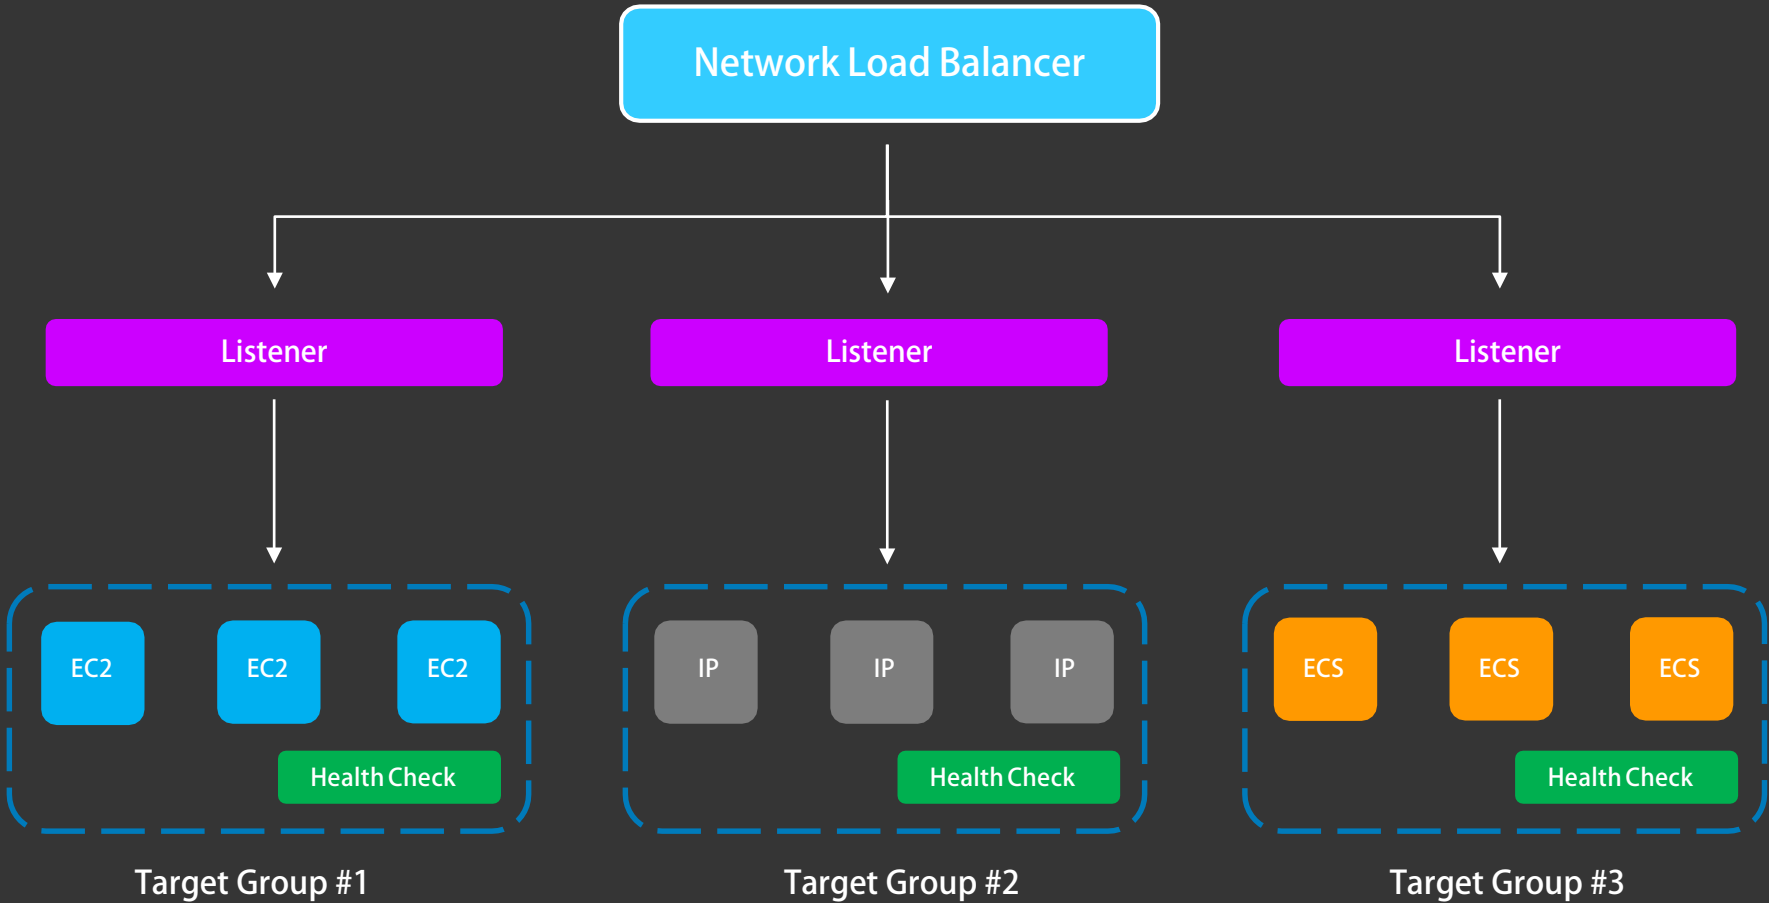 Network Load Balancer
Listener
Listener
Listener
EC2
EC2
EC2
IP
IP
IP
ECS
ECS
ECS
Health Check
Health Check
Health Check
Target Group #1
Target Group #2
Target Group #3